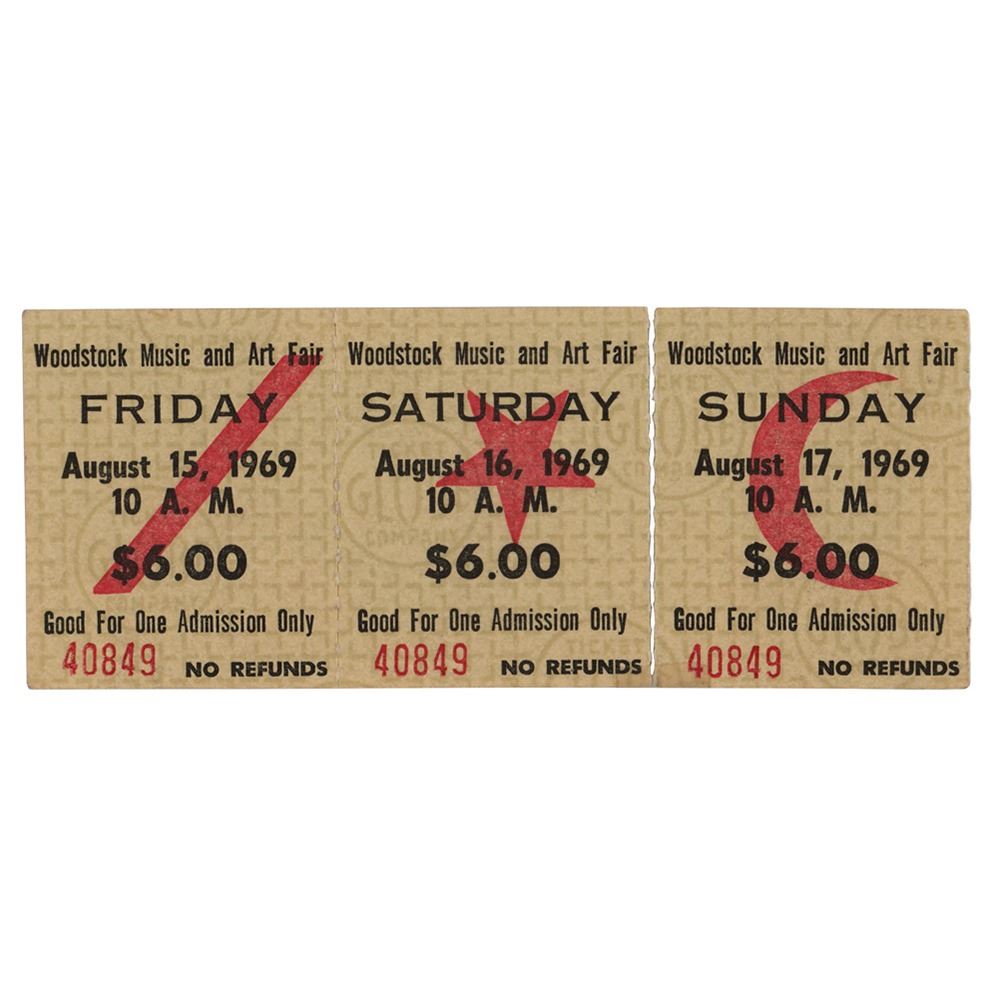 Woodstock Music and Art Fair
FRIDAY
August 15, 1969
10 A. M.
$6.00
Good For One Admission Only
40849 NO REFUNDS
Woodstock Music and Art Fair
SATURDAY
August 16, 1969
10 A. M.
$6.00
Good For One Admission Only
40849 NO REFUNDS
Woodstock Music and Art Fair
SUNDAY
August 17, 1969
10 A. M.
$6.00
Good For One Admission Only
40849 NO REFUNDS